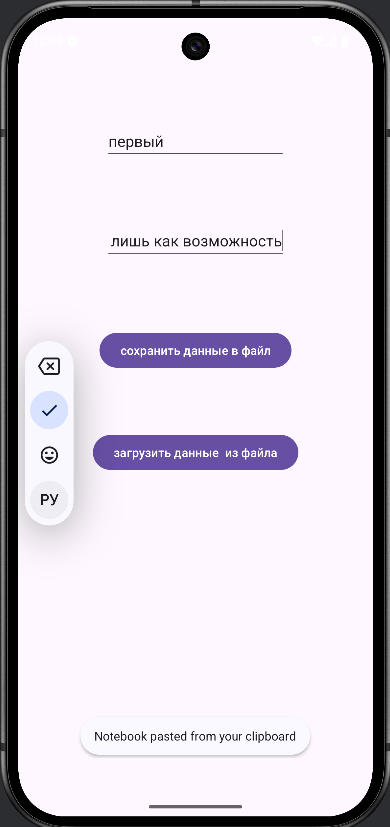 первый
лишь как возможность
сохранить данные в файл
РУ
загрузить данные  из файла
Notebook pasted from your clipboard